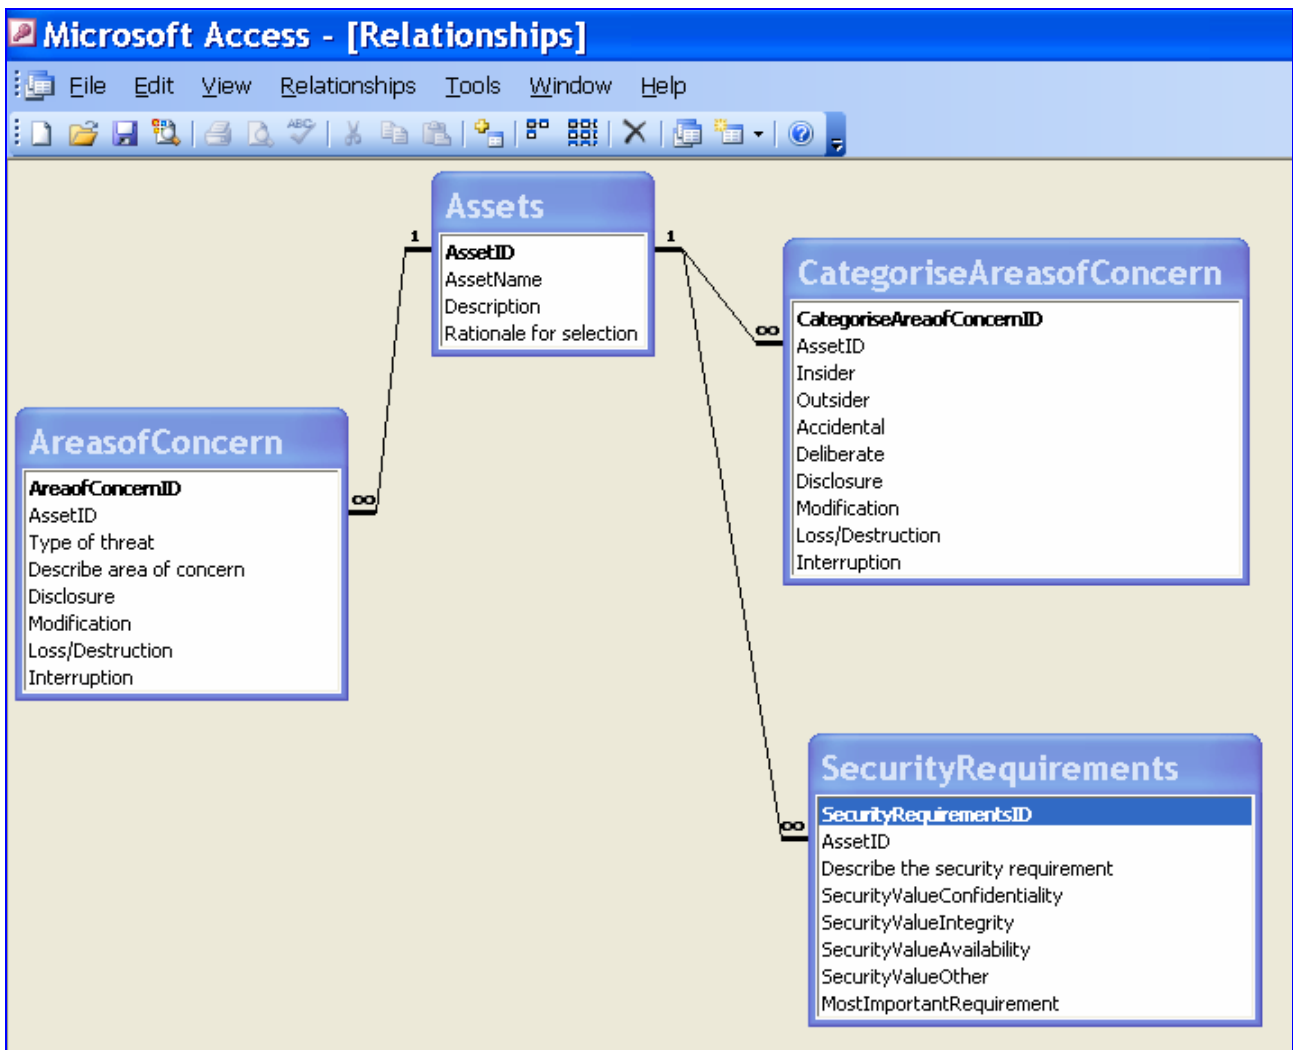 Microsoft Access - [Relationships]
File Edit View Relationships Tools Window Help
ABC
Assets
AssetID
AssetName
Description
Rationale for selection
1
1
CategoriseAreasofConcern
CategoriseAreaofConcernID
AssetID
Insider
Outsider
Accidental
Deliberate
Disclosure
Modification
Loss/Destruction
Interruption
∞
AreasofConcern
AreaofConcernID
AssetID
Type of threat
Describe area of concern
Disclosure
Modification
Loss/Destruction
Interruption
∞
SecurityRequirements
SecurityRequirementsID
AssetID
Describe the security requirement
SecurityValueConfidentiality
SecurityValueIntegrity
SecurityValueAvailability
SecurityValueOther
MostImportantRequirement
∞